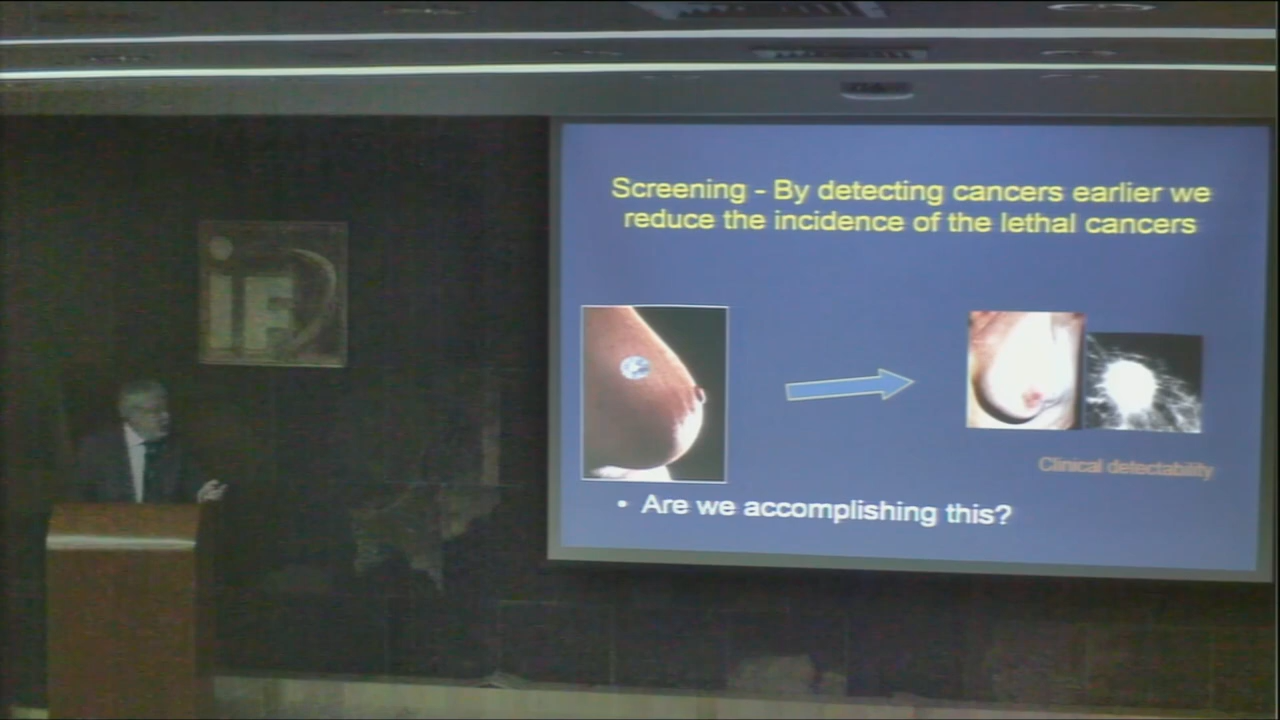 iF
Screening - By detecting cancers earlier we
reduce the incidence of the lethal cancers
Clinical detectability
• Are we accomplishing this?